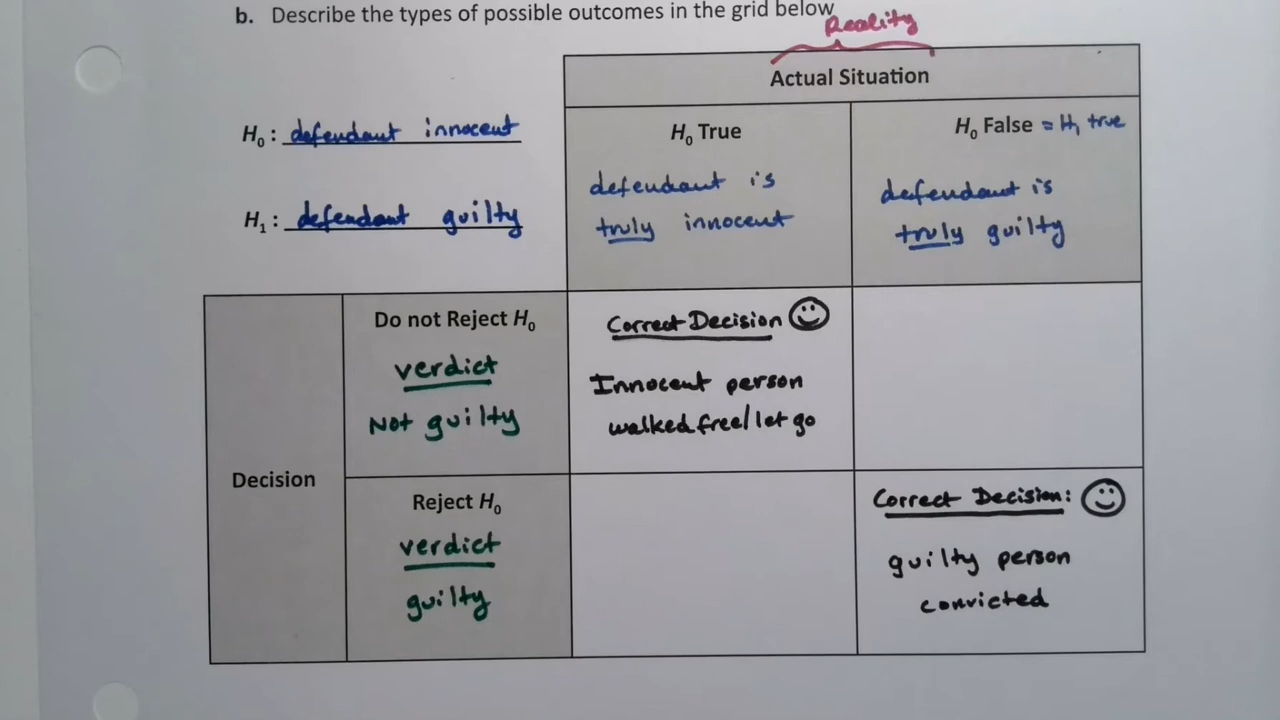 b. Describe the types of possible outcomes in the grid below
Reality
Actual Situation
H0 : defendant innocent
H1 : defendant guilty
H0 True
defendant is
truly innocent
H0 False = H1 true
defendant is
truly guilty
Decision
Do not Reject H0
verdict
Not guilty
Correct Decision
Innocent person
walked free/let go
Reject H0
verdict
guilty
Correct Decision:
guilty person
convicted